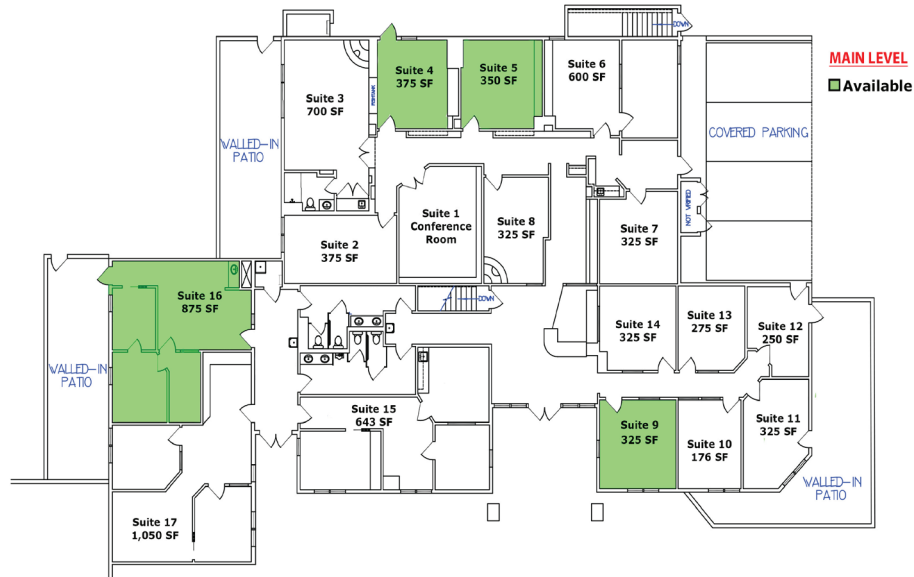 DOWN
MAIN LEVEL
Available
Suite 3
700 SF
FISHTANK
Suite 4
375 SF
Suite 5
350 SF
Suite 6
600 SF
COVERED PARKING
WALLED-IN
PATIO
Suite 2
375 SF
Suite 1
Conference
Room
Suite 8
325 SF
Suite 7
325 SF
NOT VARIFIED
Suite 16
875 SF
DOWN
Suite 14
325 SF
Suite 13
275 SF
Suite 12
250 SF
WALLED-IN
PATIO
Suite 15
643 SF
Suite 9
325 SF
Suite 10
176 SF
Suite 11
325 SF
WALLED-IN
PATIO
Suite 17
1,050 SF